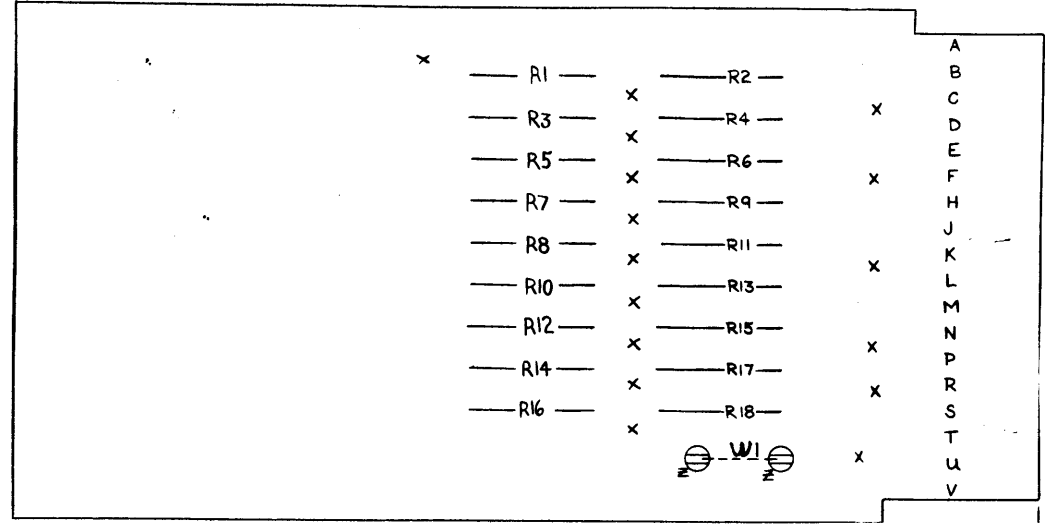 A
R1 R2 B
C
R3 R4 D
E
R5 R6 F
R7 R9 H
J
R8 R11 K
R10 R13 L
M
R12 R15 N
P
R14 R17 R
R16 R18 S
T
W1 U
V